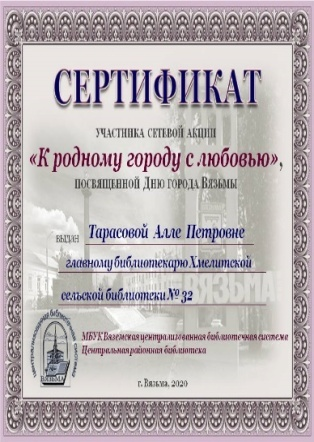 СЕРТИФИКАТ
УЧАСТНИКА СЕТЕВОЙ АКЦИИ
«К родному городу с любовью»,
ПОСВЯЩЕННОЙ ДНЮ ГОРОДА ВЯЗЬМЫ
ВЫДАН Тарасовой Алле Петровне
главному библиотекарю Хмелитской
сельской библиотеки № 32
ВЯЗЬМА
МБУК Вяземская централизованная библиотечная система
Центральная районная библиотека
ВЯЗЬМА
г. Вязьма, 2020